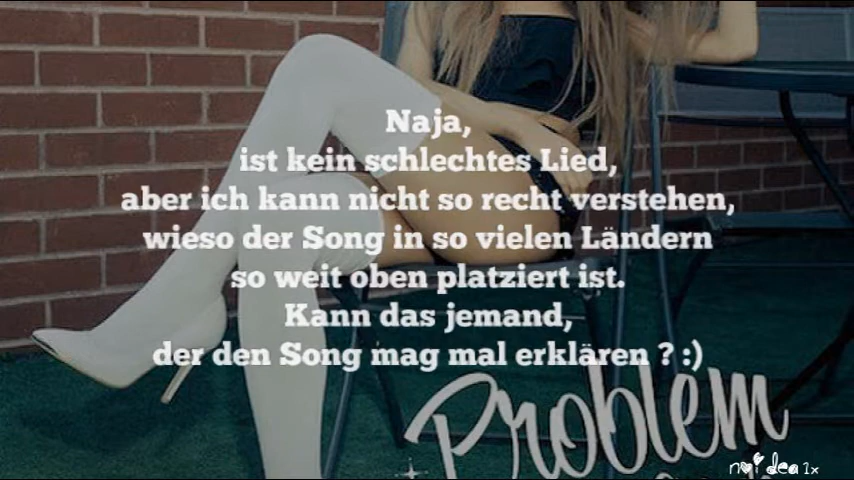 Naja,
ist kein schlechtes Lied,
aber ich kann nicht so recht verstehen,
wieso der Song in so vielen Ländern
so weit oben platziert ist.
Kann das jemand,
der den Song mag mal erklären ? :)
Problem